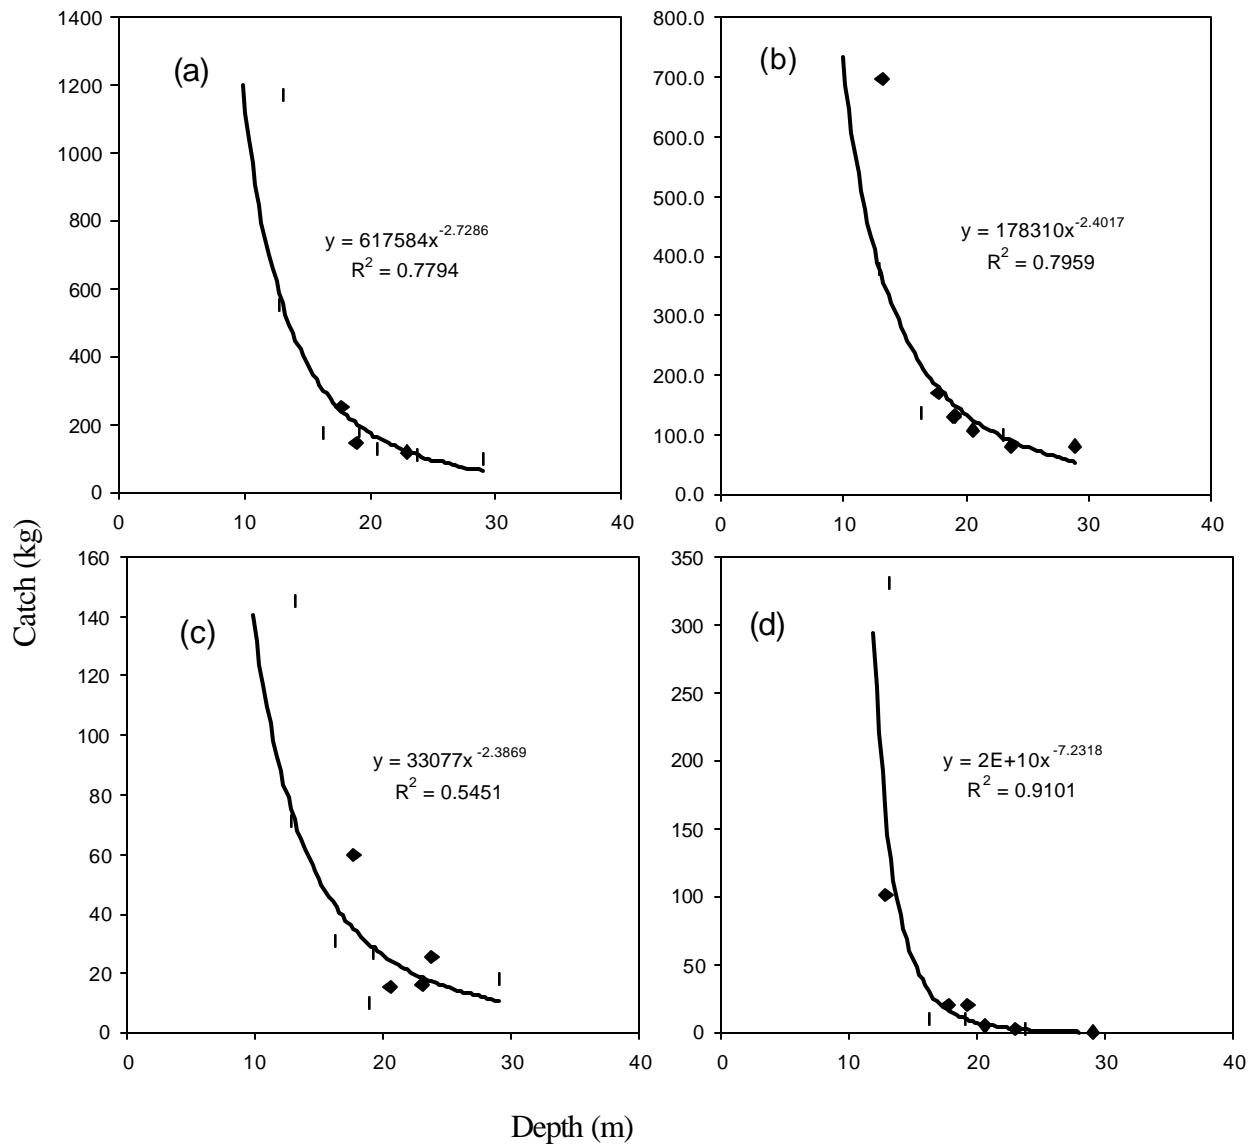 1400
1200
1000
800
600
400
200
0
0 10 20 30 40
(a)
y = 617584x^-2.7286
R^2 = 0.7794
800.0
700.0
600.0
500.0
400.0
300.0
200.0
100.0
0.0
0 10 20 30 40
(b)
y = 178310x^-2.4017
R^2 = 0.7959
Catch (kg)
160
140
120
100
80
60
40
20
0
0 10 20 30 40
(c)
y = 33077x^-2.3869
R^2 = 0.5451
350
300
250
200
150
100
50
0
0 10 20 30 40
(d)
y = 2E+10x^-7.2318
R^2 = 0.9101
Depth (m)